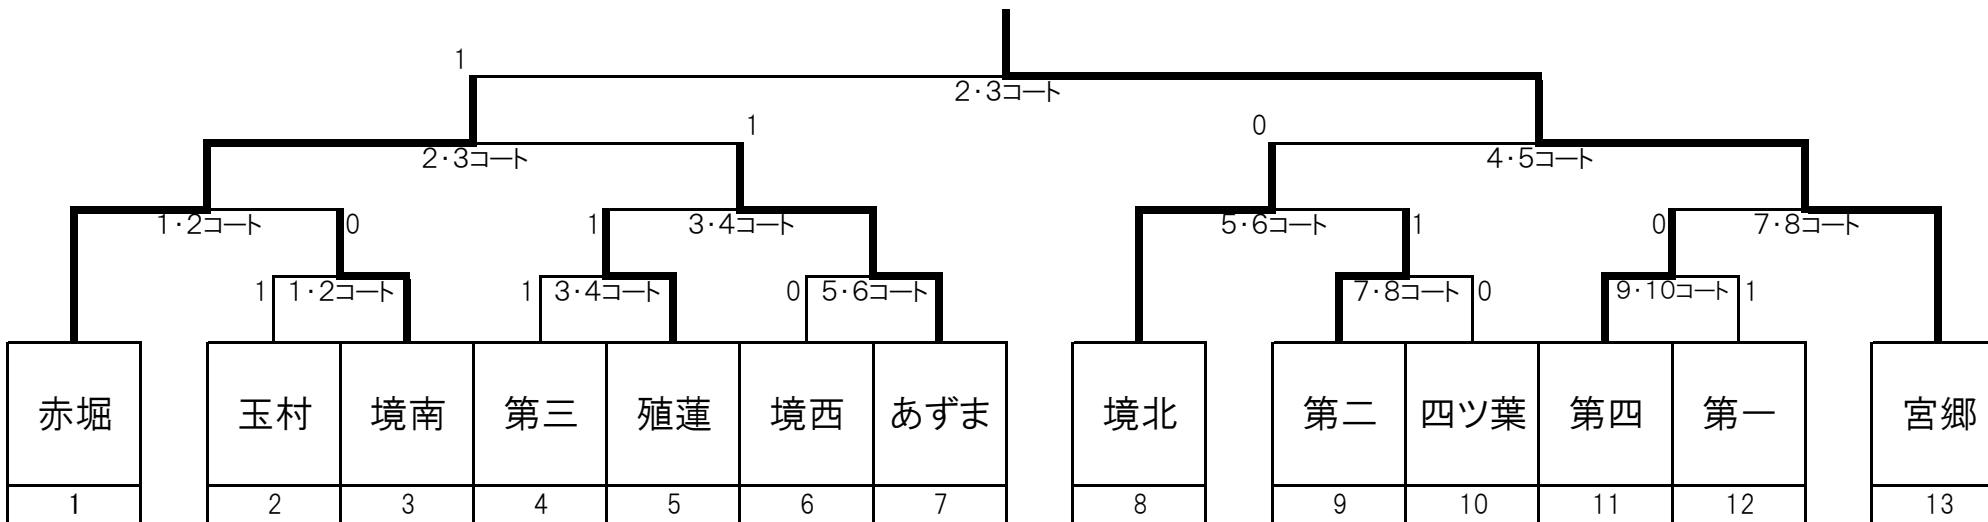 1
2・3コート
1
0
2・3コート
4・5コート
1・2コート
0
1
3・4コート
5・6コート
1
0
7・8コート
1
1・2コート
1
3・4コート
0
5・6コート
7・8コート
0
9・10コート
1
赤堀
玉村
境南
第三
殖蓮
境西
あずま
境北
第二
四ツ葉
第四
第一
宮郷
1
2
3
4
5
6
7
8
9
10
11
12
13